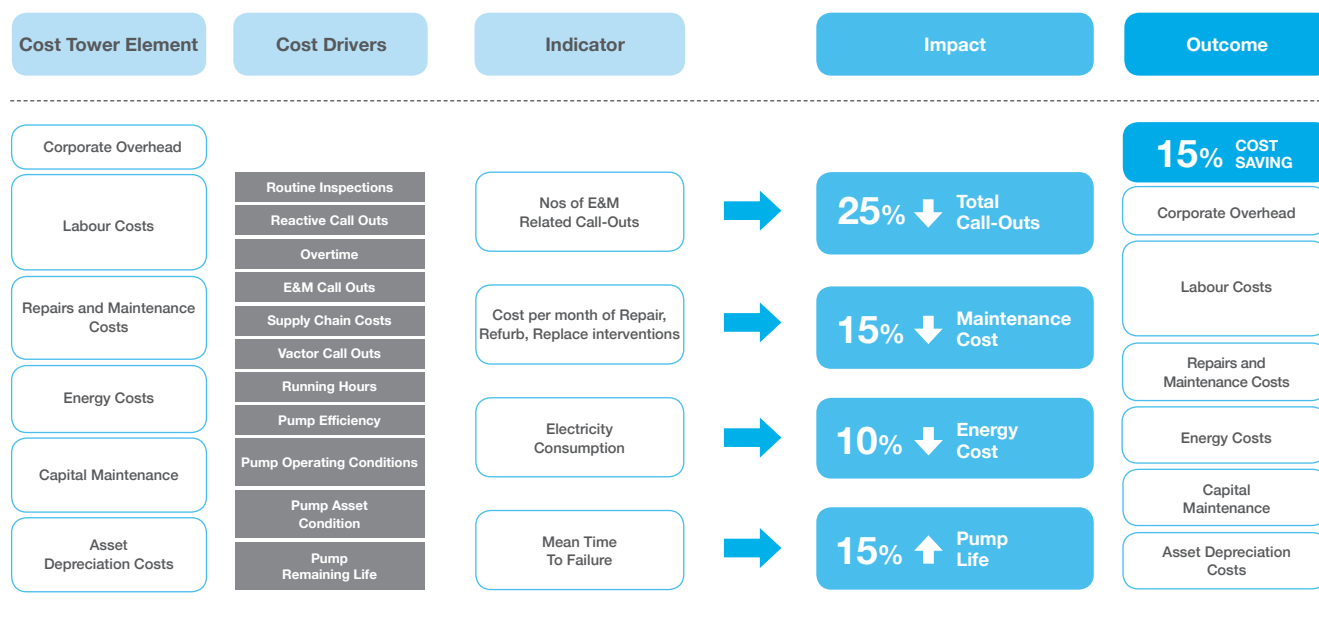 Cost Tower Element
Cost Drivers
Indicator
Impact
Outcome
Corporate Overhead
Labour Costs
Repairs and Maintenance
Costs
Energy Costs
Capital Maintenance
Asset
Depreciation Costs
Routine Inspections
Reactive Call Outs
Overtime
E&M Call Outs
Supply Chain Costs
Vactor Call Outs
Running Hours
Pump Efficiency
Pump Operating Conditions
Pump Asset
Condition
Pump
Remaining Life
Nos of E&M
Related Call-Outs
Cost per month of Repair,
Refurb, Replace interventions
Electricity
Consumption
Mean Time
To Failure
25% Total
Call-Outs
15% Maintenance
Cost
10% Energy
Cost
15% Pump
Life
15% COST
SAVING
Corporate Overhead
Labour Costs
Repairs and
Maintenance Costs
Energy Costs
Capital
Maintenance
Asset Depreciation
Costs